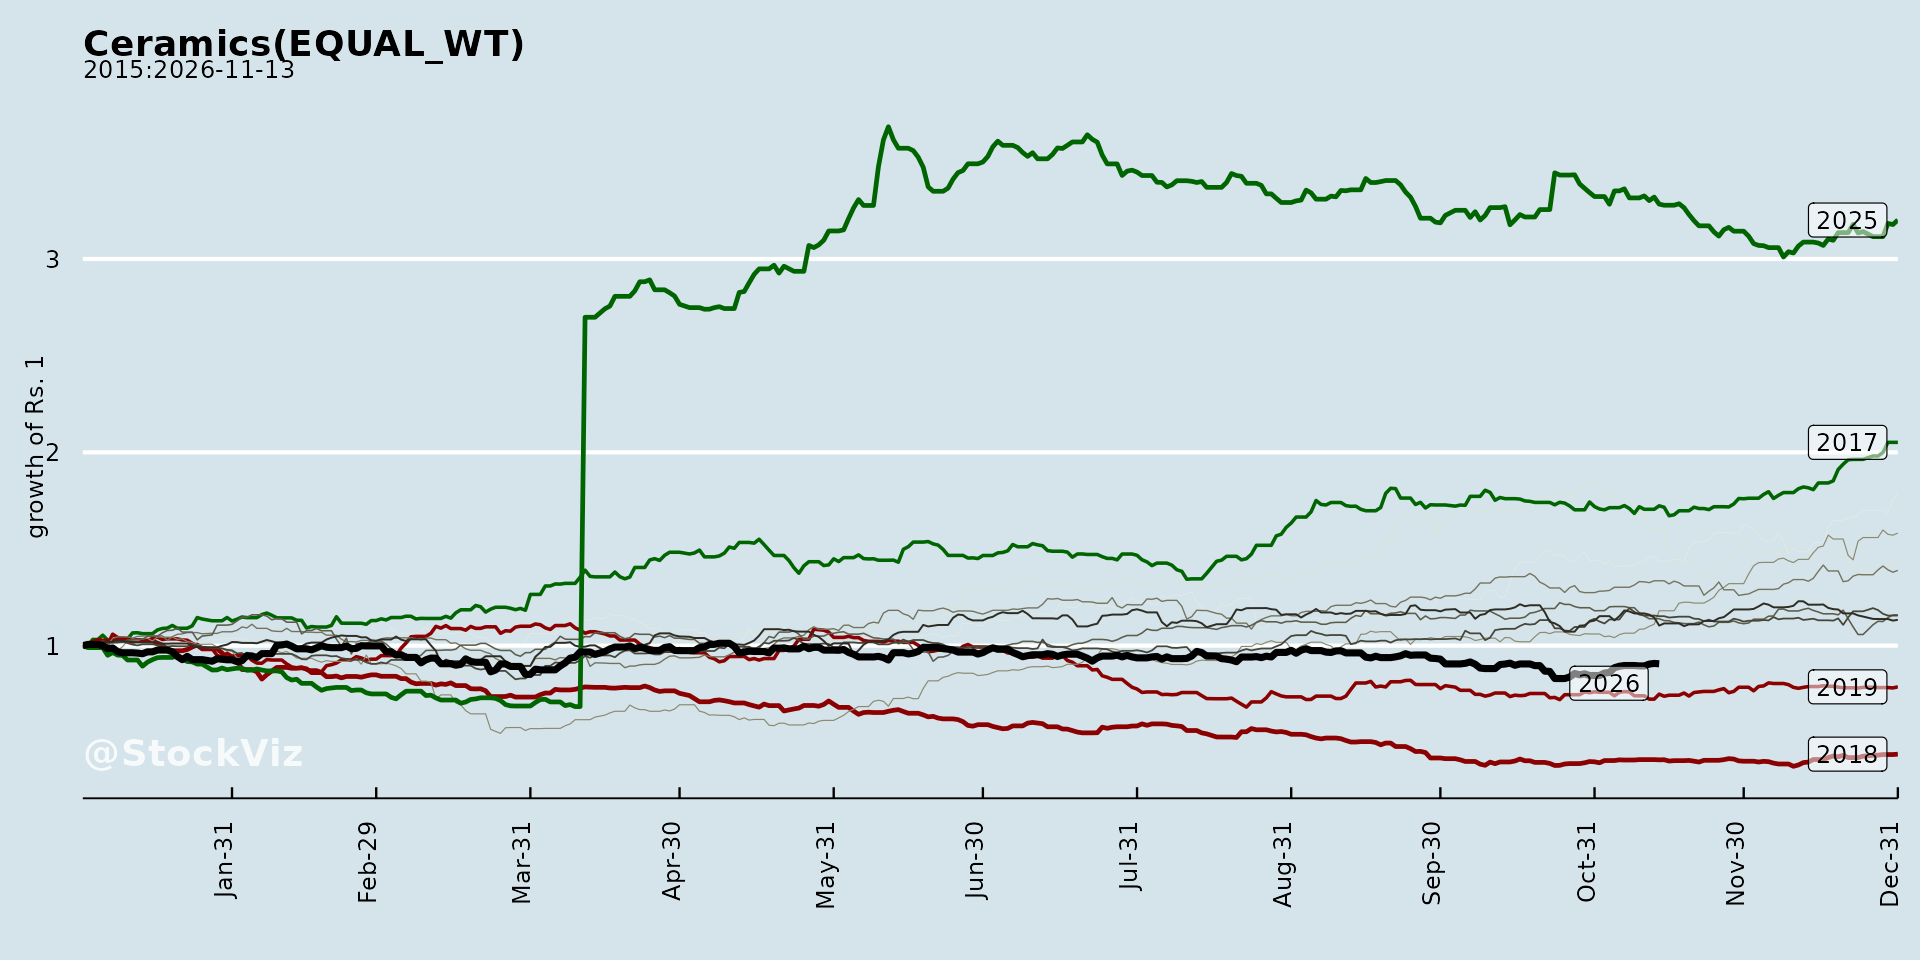 Ceramics(EQUAL_WT)
2015:2026-11-13
growth of Rs. 1
3
2
1
2025
2017
2026
2019
2018
@StockViz
Jan-31
Feb-29
Mar-31
Apr-30
May-31
Jun-30
Jul-31
Aug-31
Sep-30
Oct-31
Nov-30
Dec-31